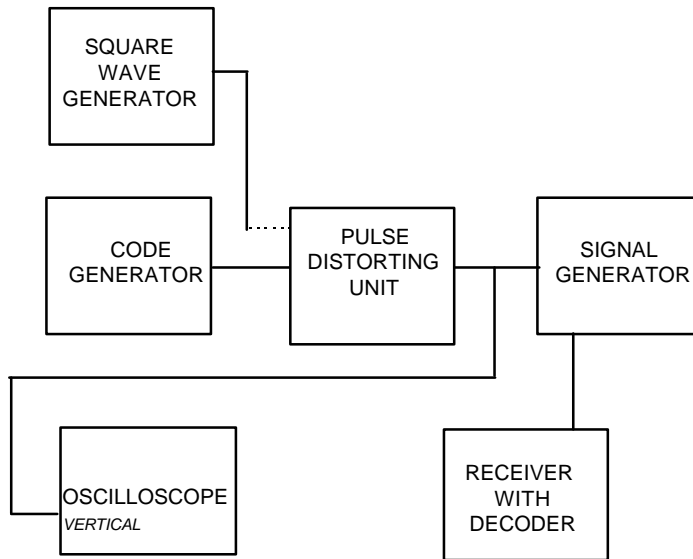 SQUARE
WAVE
GENERATOR
CODE
GENERATOR
PULSE
DISTORTING
UNIT
SIGNAL
GENERATOR
OSCILLOSCOPE
VERTICAL
RECEIVER
WITH
DECODER